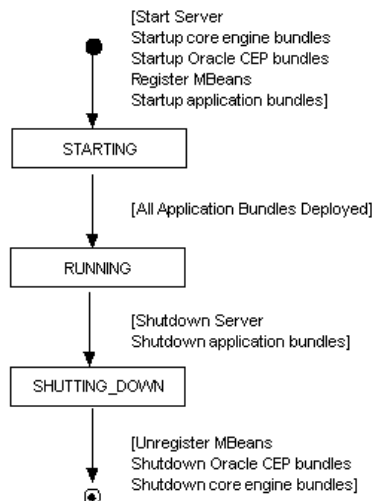 [Start Server
Startup core engine bundles
Startup Oracle CEP bundles
Register MBeans
Startup application bundles]
STARTING
[All Application Bundles Deployed]
RUNNING
[Shutdown Server
Shutdown application bundles]
SHUTTING_DOWN
[Unregister MBeans
Shutdown Oracle CEP bundles
Shutdown core engine bundles]